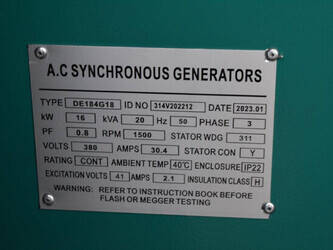 A.C SYNCHRONOUS GENERATORS
TYPE DE184G18 ID NO 314V202212 DATE 2023.01
kW 16 kVA 20 Hz 50 PHASE 3
PF 0.8 RPM 1500 STATOR WDG 311
VOLTS 380 AMPS 30.4 STATOR CON Y
RATING CONT AMBIENT TEMP 40℃ ENCLOSURE IP22
EXCITATION VOLTS 41 AMPS 2.1 INSULATION CLASS H
WARNING: REFER TO INSTRUCTION BOOK BEFORE
FLASH OR MEGGER TESTING